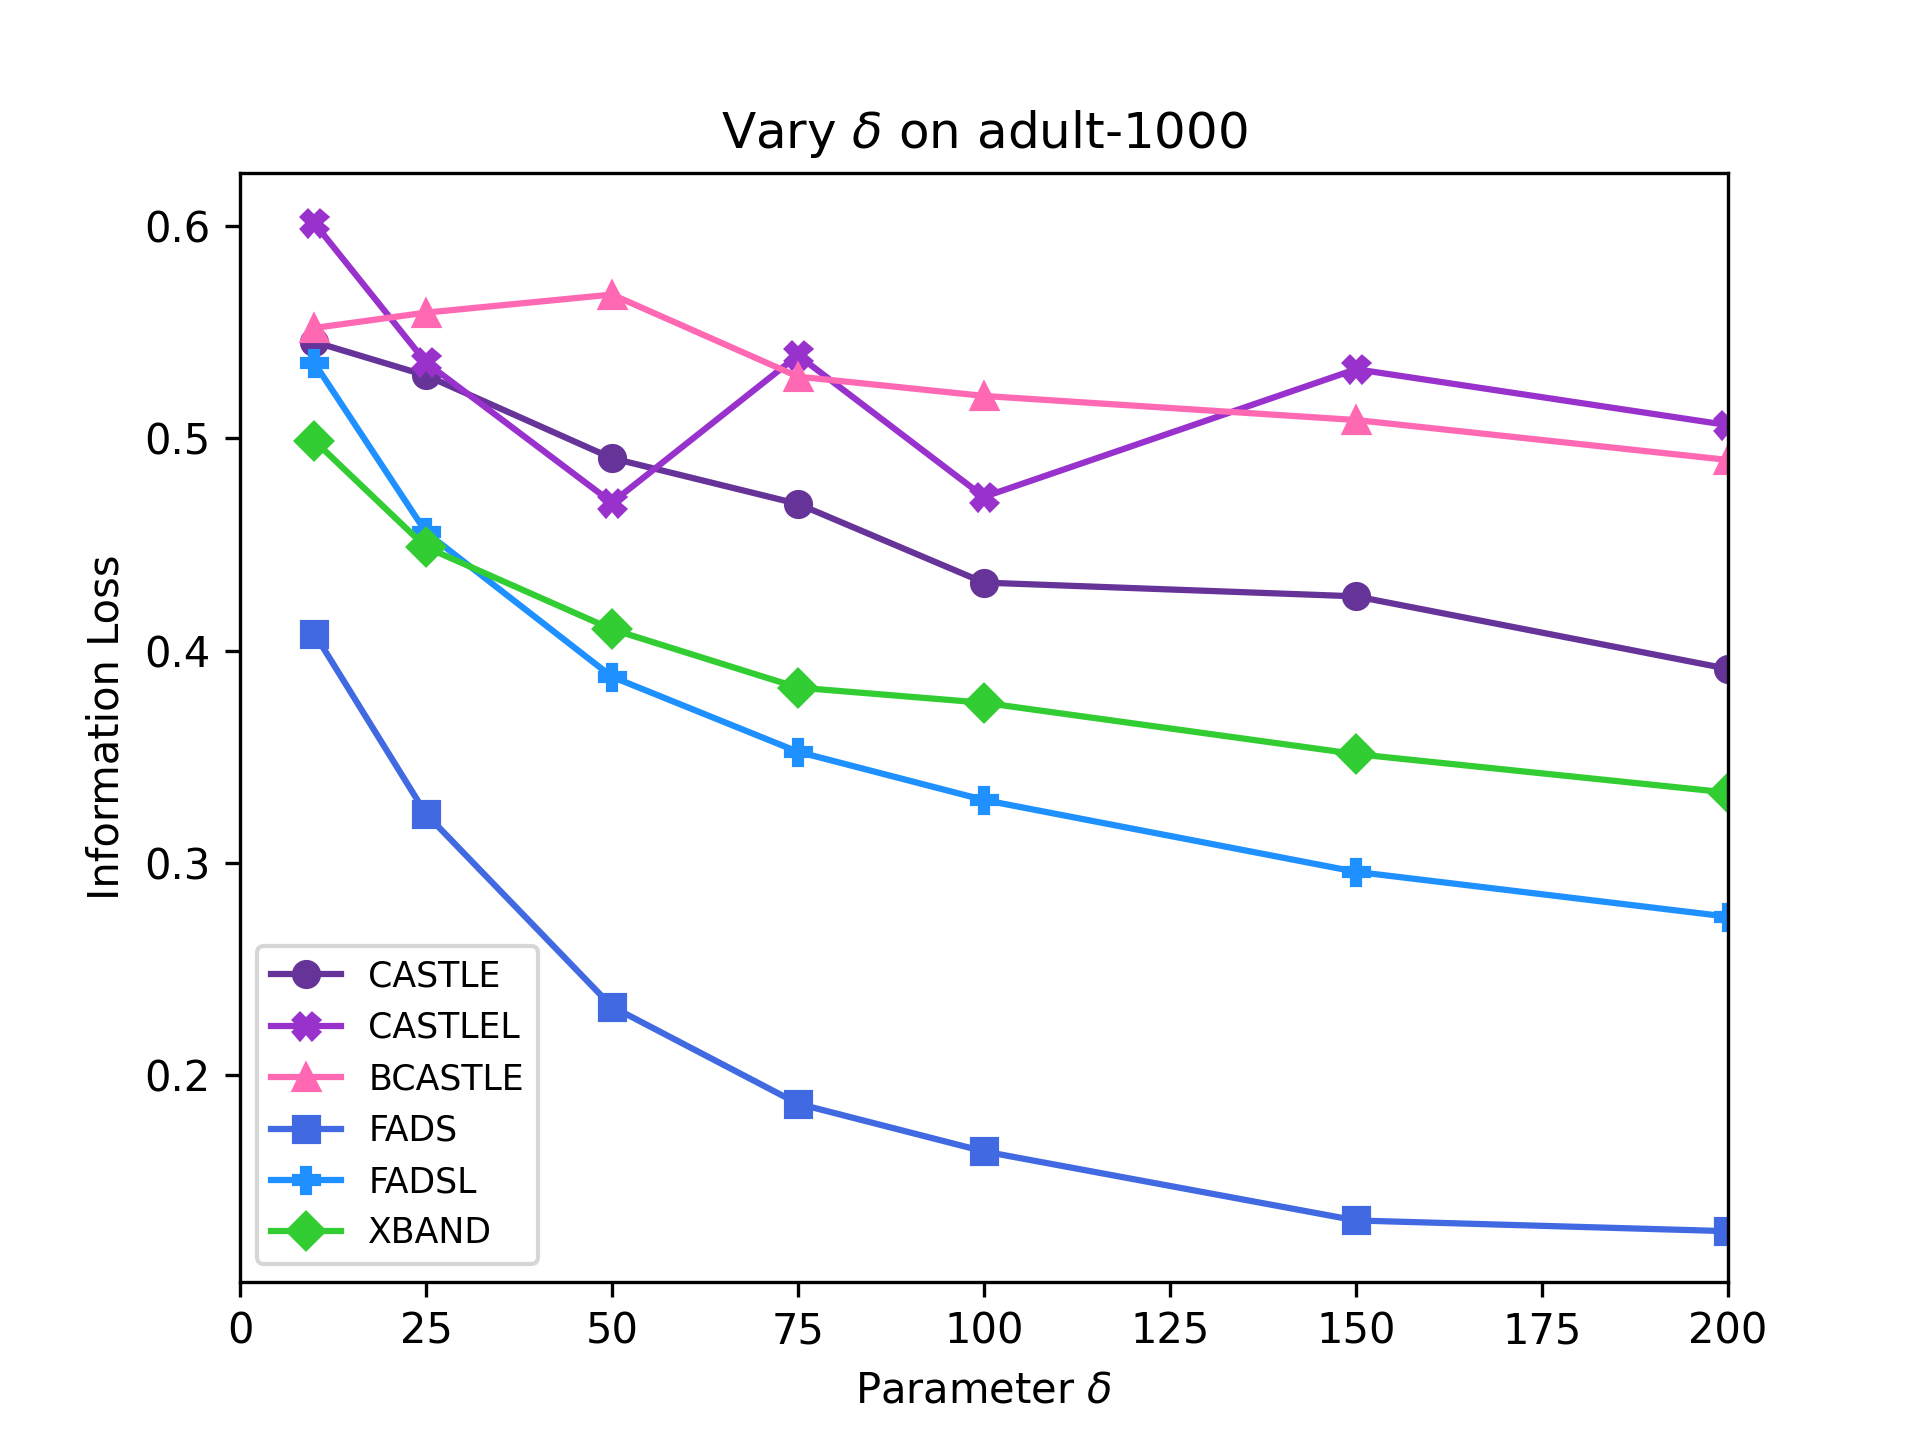 Vary δ on adult-1000
0.6
0.5
0.4
0.3
0.2
Information Loss
CASTLE
CASTLEL
BCASTLE
FADS
FADSL
XBAND
0 25 50 75 100 125 150 175 200
Parameter δ